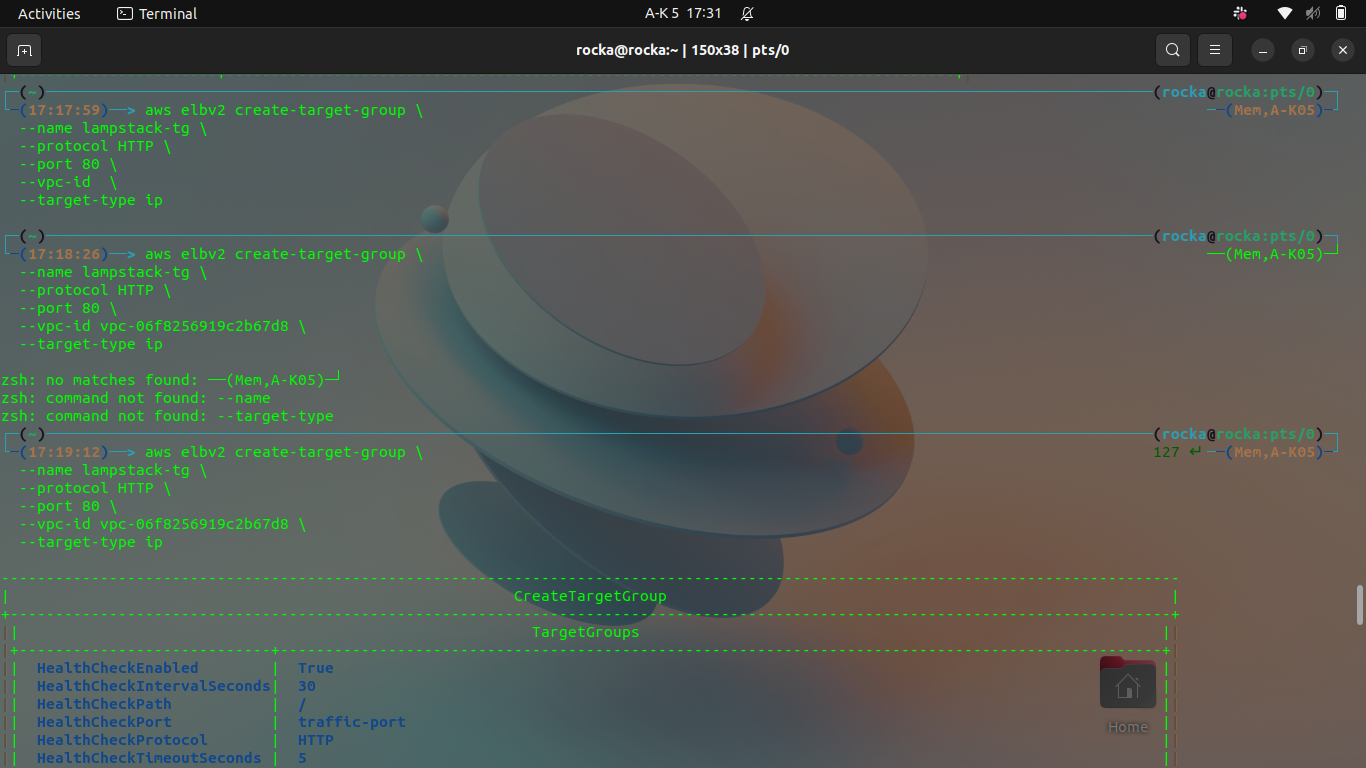 Activities Terminal A-K 5 17:31
rocka@rocka:~ | 150x38 | pts/0
(~) (rocka@rocka:pts/0)
(17:17:59)──> aws elbv2 create-target-group \ ──(Mem,A-K05)─┘
--name lampstack-tg \
--protocol HTTP \
--port 80 \
--vpc-id  \
--target-type ip
(~) (rocka@rocka:pts/0)
(17:18:26)──> aws elbv2 create-target-group \ ──(Mem,A-K05)─┘
--name lampstack-tg \
--protocol HTTP \
--port 80 \
--vpc-id vpc-06f8256919c2b67d8 \
--target-type ip
zsh: no matches found: ──(Mem,A-K05)─┘
zsh: command not found: --name
zsh: command not found: --target-type
(~) (rocka@rocka:pts/0)
(17:19:12)──> aws elbv2 create-target-group \ 127 ↵ ──(Mem,A-K05)─┘
--name lampstack-tg \
--protocol HTTP \
--port 80 \
--vpc-id vpc-06f8256919c2b67d8 \
--target-type ip
| CreateTargetGroup |
|| TargetGroups ||
|| HealthCheckEnabled | True ||
|| HealthCheckIntervalSeconds| 30 ||
|| HealthCheckPath | / ||
|| HealthCheckPort | traffic-port ||
|| HealthCheckProtocol | HTTP ||
|| HealthCheckTimeoutSeconds | 5 ||
Home